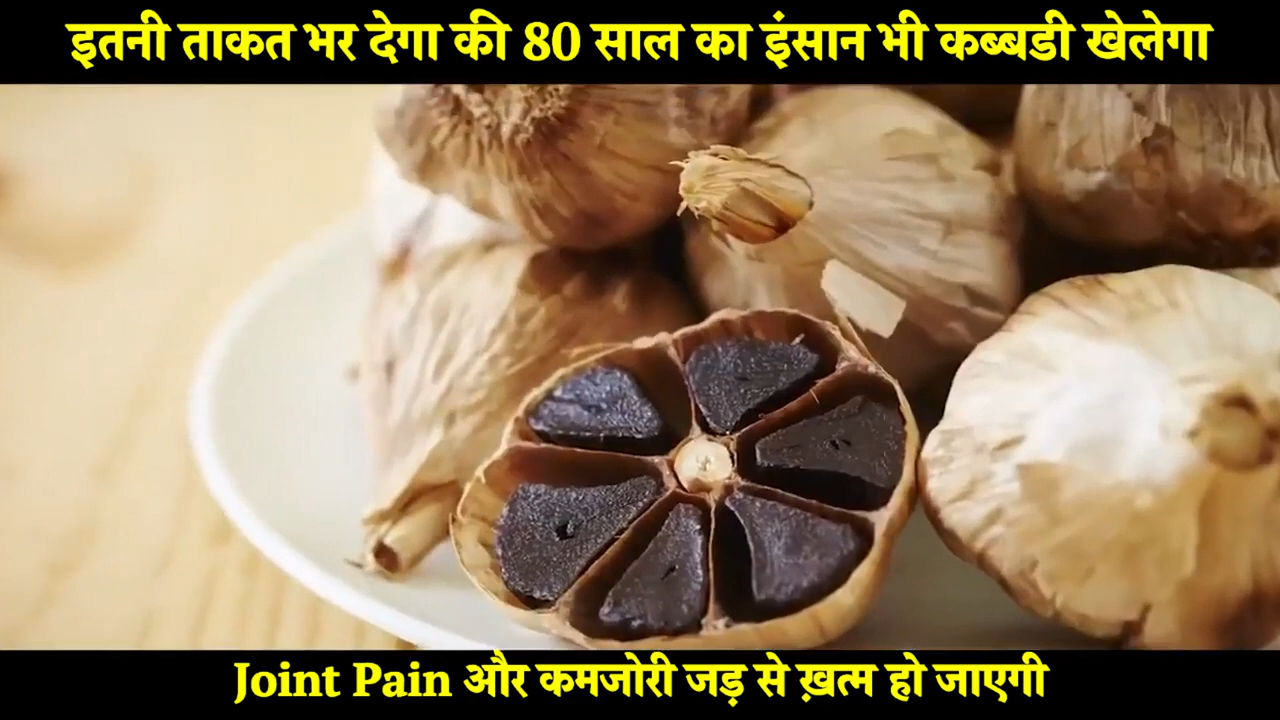 इतनी ताकत भर देगा की 80 साल का इंसान भी कब्बडी खेलेगा
Joint Pain और कमजोरी जड़ से ख़त्म हो जाएगी